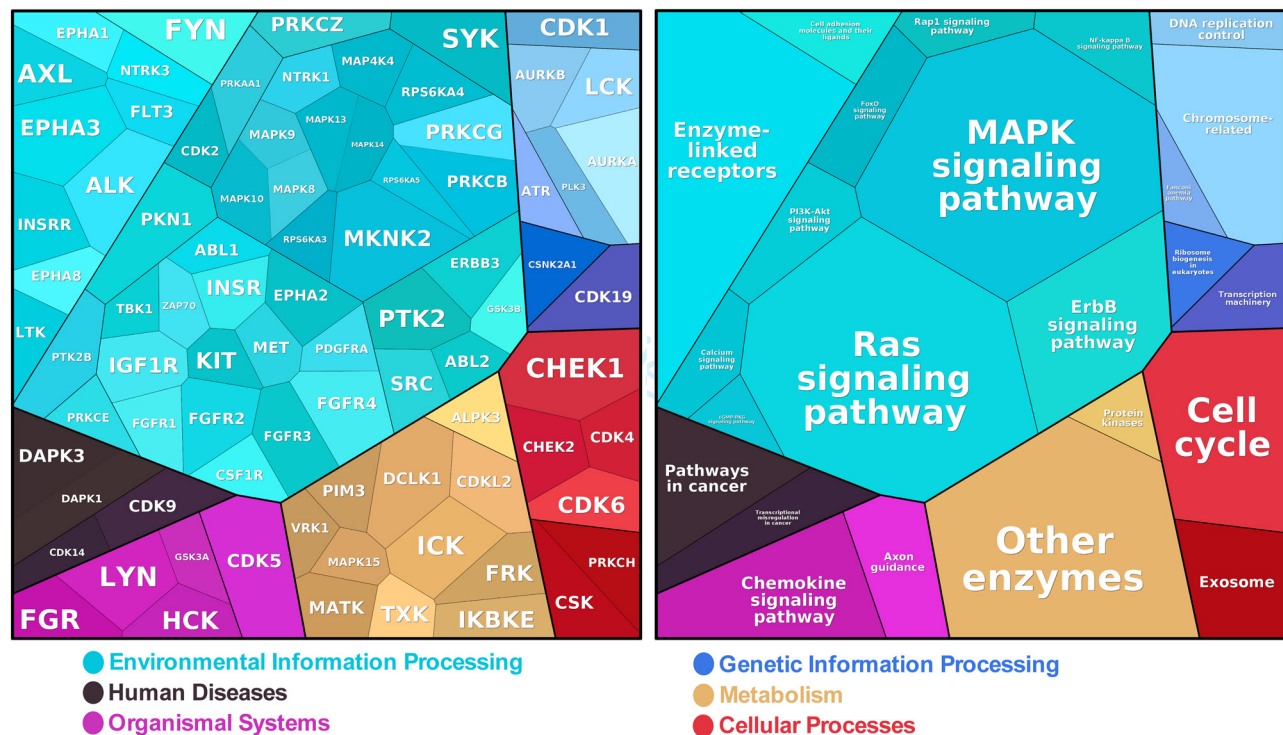 EPHA1
FYN
PRKCZ
SYK
CDK1
AXL
NTRK3
PRKAA1
NTRK1
MAP4K4
RPS6KA4
AURKB
LCK
FLT3
EPHA3
MAPK9
MAPK13
MAPK14
PRKCG
CDK2
AURKA
ALK
MAPK10
MAPK8
RPS6KA5
PRKCB
ATR
PLK3
INSRR
PKN1
RPS6KA3
MKNK2
ABL1
ERBB3
CSNK2A1
EPHA8
INSR
EPHA2
CDK19
TBK1
ZAP70
GSK3B
LTK
PTK2
PTK2B
IGF1R
KIT
MET
PDGFRA
ABL2
CHEK1
SRC
PRKCE
FGFR1
FGFR2
FGFR4
ALPK3
FGFR3
CHEK2
CDK4
DAPK3
CSF1R
DAPK1
CDK9
PIM3
DCLK1
CDKL2
CDK6
VRK1
CDK14
LYN
GSK3A
CDK5
MAPK15
ICK
FRK
PRKCH
CSK
FGR
HCK
MATK
TXK
IKBKE
Cell adhesion
molecules and their
ligands
Rap1 signaling
pathway
NF-kappa B
signaling pathway
DNA replication
control
FoxO
signaling
pathway
Enzyme-
linked
receptors
MAPK
signaling
pathway
Chromosome-
related
Fanconi
anemia
pathway
PI3K-Akt
signaling
pathway
Ribosome
biogenesis
in
eukaryotes
Transcription
machinery
ErbB
signaling
pathway
Ras
signaling
pathway
Calcium
signaling
pathway
cGMP-PKG
signaling pathway
Protein
kinases
Cell
cycle
Pathways
in cancer
Transcriptional
misregulation
in cancer
Other
enzymes
Axon
guidance
Chemokine
signaling
pathway
Exosome
Environmental Information Processing
Human Diseases
Organismal Systems
Genetic Information Processing
Metabolism
Cellular Processes